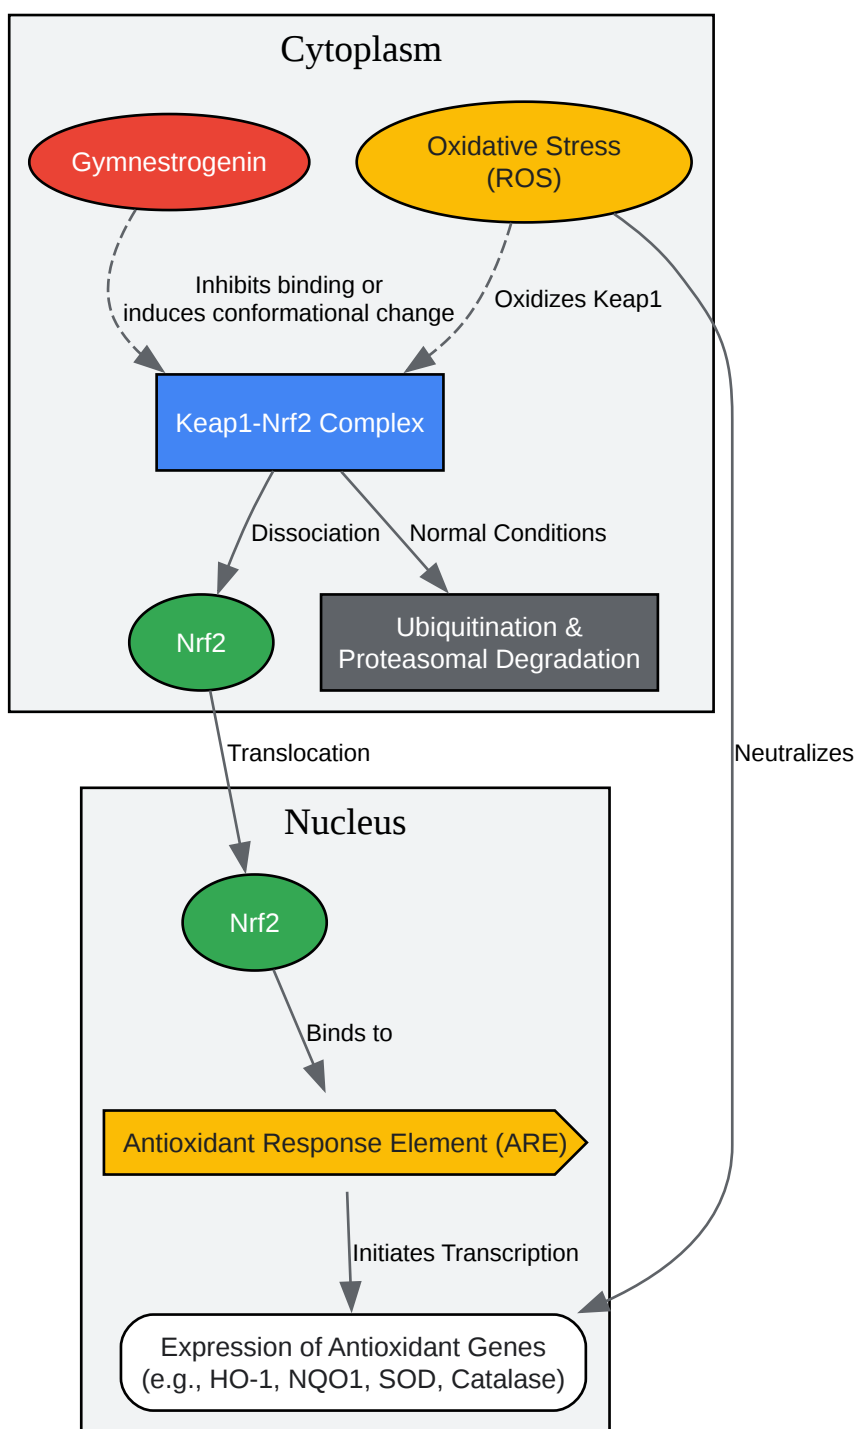 Cytoplasm
Gymnestrogenin
Oxidative Stress
(ROS)
Inhibits binding or
induces conformational change
Oxidizes Keap1
Keap1-Nrf2 Complex
Dissociation
Normal Conditions
Nrf2
Ubiquitination &
Proteasomal Degradation
Translocation
Neutralizes
Nucleus
Nrf2
Binds to
Antioxidant Response Element (ARE)
Initiates Transcription
Expression of Antioxidant Genes
(e.g., HO-1, NQO1, SOD, Catalase)